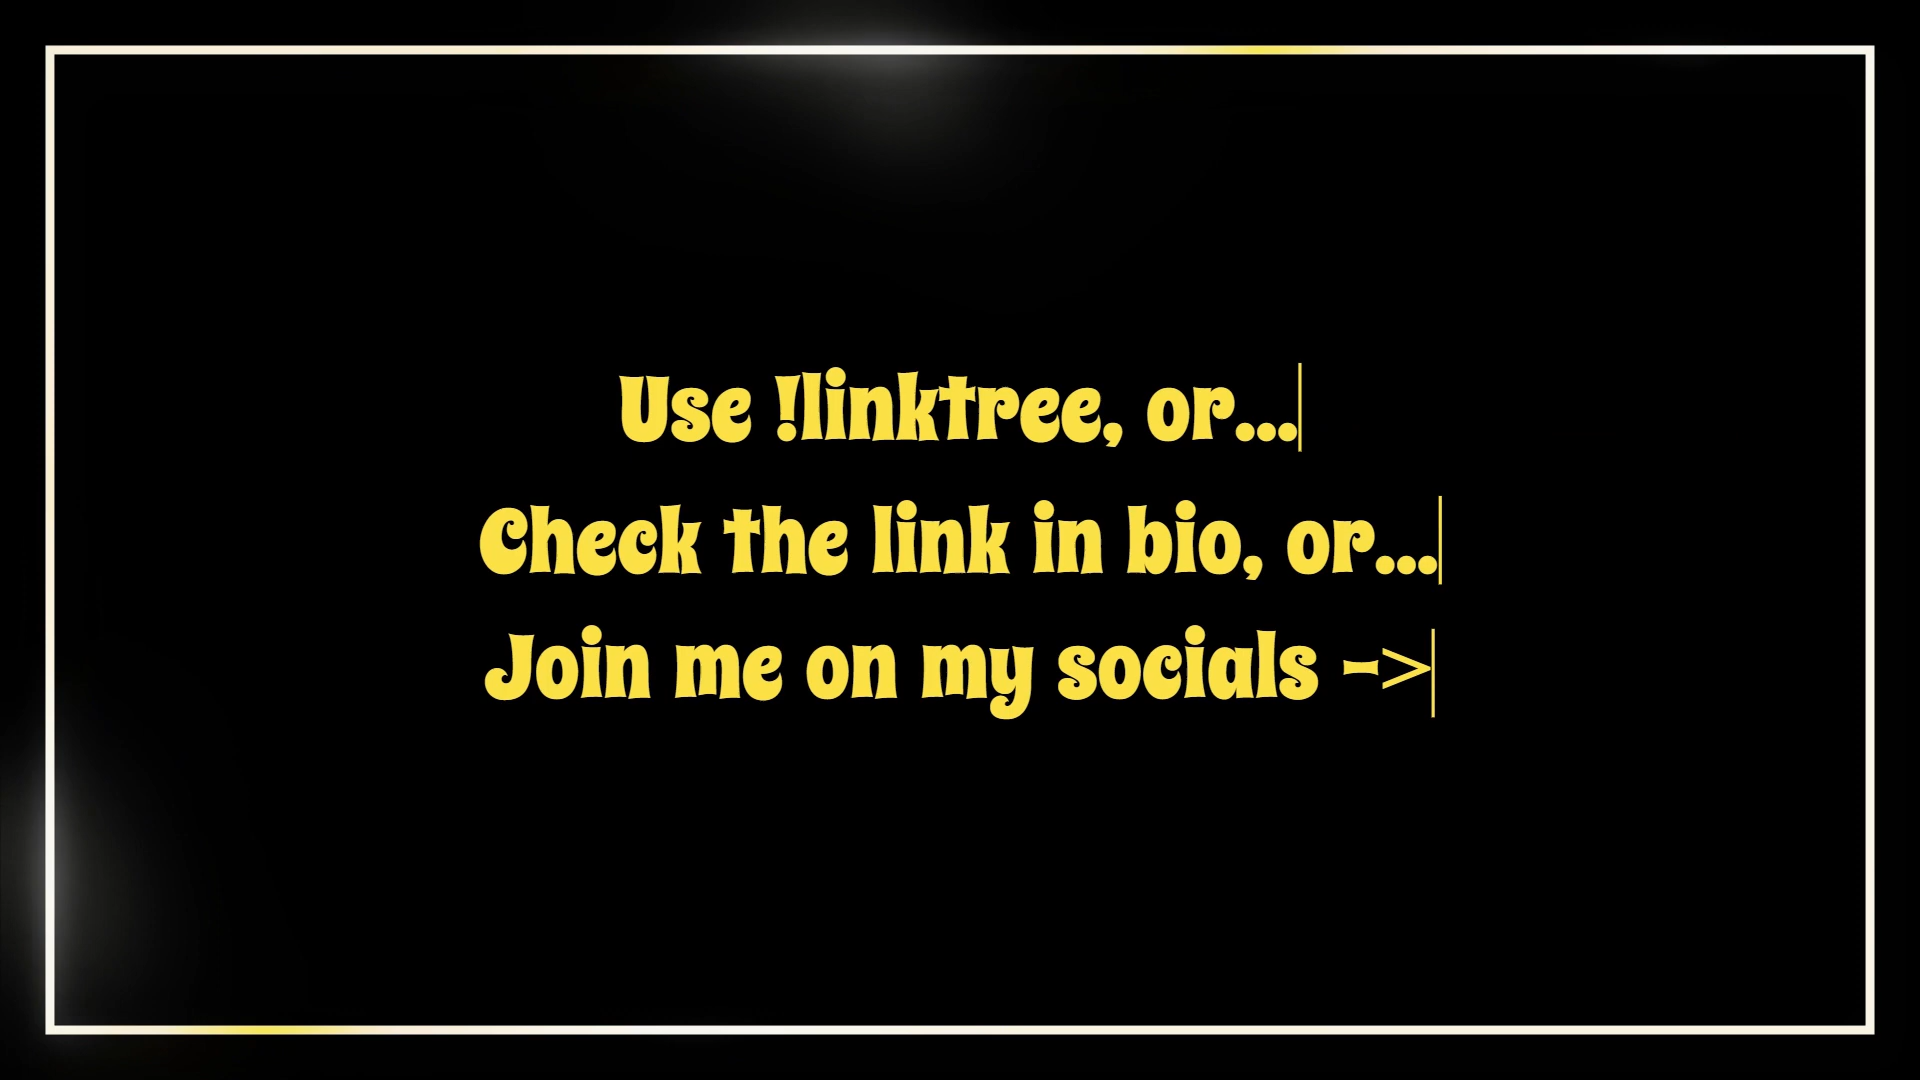 Use !linktree, or...|
Check the link in bio, or...|
Join me on my socials ->|